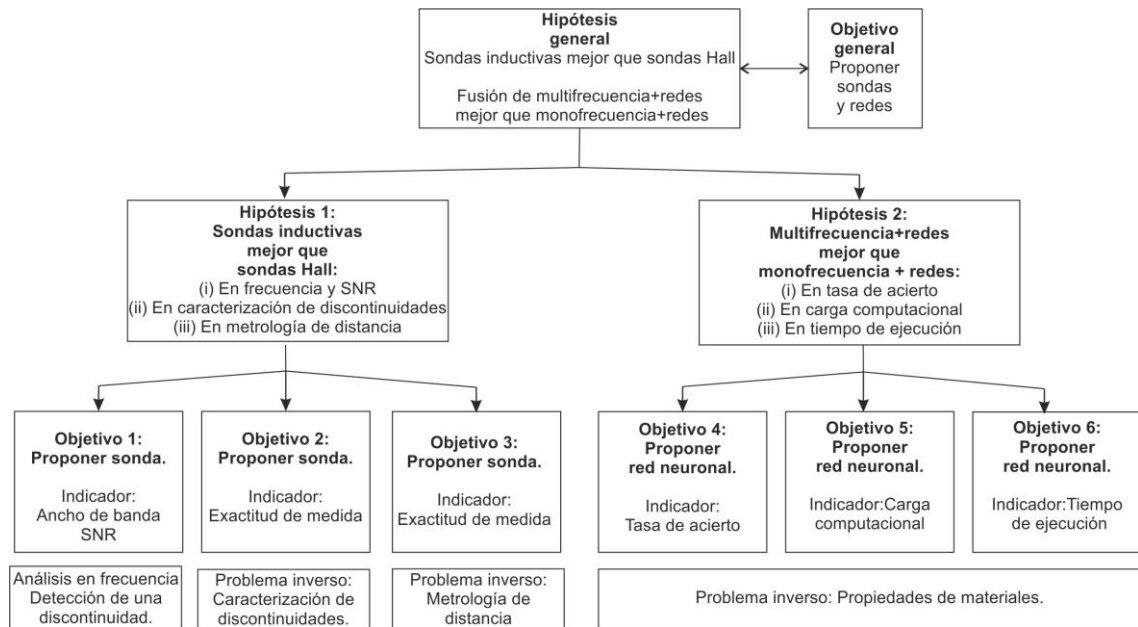 Hipótesis
general
Sondas inductivas mejor que sondas Hall
Fusión de multifrecuencia+redes
mejor que monofrecuencia+redes
Objetivo
general
Proponer
sondas
y redes
Hipótesis 1:
Sondas inductivas
mejor que
sondas Hall:
(i) En frecuencia y SNR
(ii) En caracterización de discontinuidades
(iii) En metrología de distancia
Hipótesis 2:
Multifrecuencia+redes
mejor que
monofrecuencia + redes:
(i) En tasa de acierto
(ii) En carga computacional
(iii) En tiempo de ejecución
Objetivo 1:
Proponer sonda.
Indicador:
Ancho de banda
SNR
Objetivo 2:
Proponer sonda.
Indicador:
Exactitud de medida
Objetivo 3:
Proponer sonda.
Indicador:
Exactitud de medida
Objetivo 4:
Proponer
red neuronal.
Indicador:
Tasa de acierto
Objetivo 5:
Proponer
red neuronal.
Indicador:Carga
computacional
Objetivo 6:
Proponer
red neuronal.
Indicador:Tiempo
de ejecución
Análisis en frecuencia
Detección de una
discontinuidad.
Problema inverso:
Caracterización de
discontinuidades.
Problema inverso:
Metrología de
distancia
Problema inverso: Propiedades de materiales.